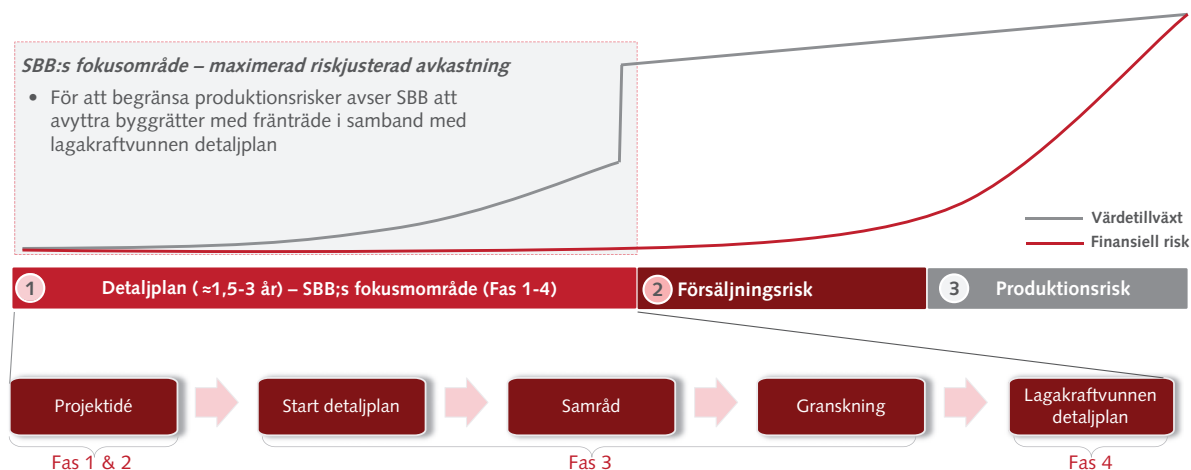 SBB:s fokusområde – maximerad riskjusterad avkastning
• För att begränsa produktionsrisker avser SBB att
avyttra byggrätter med frånträde i samband med
lagakraftvunnen detaljplan
Värdetillväxt
Finansiell risk
1 Detaljplan ( ≈1,5-3 år) – SBB;s fokusmområde (Fas 1-4)
2 Försäljningsrisk
3 Produktionsrisk
Projektidé
Start detaljplan
Samråd
Granskning
Lagakraftvunnen
detaljplan
Fas 1 & 2
Fas 3
Fas 4